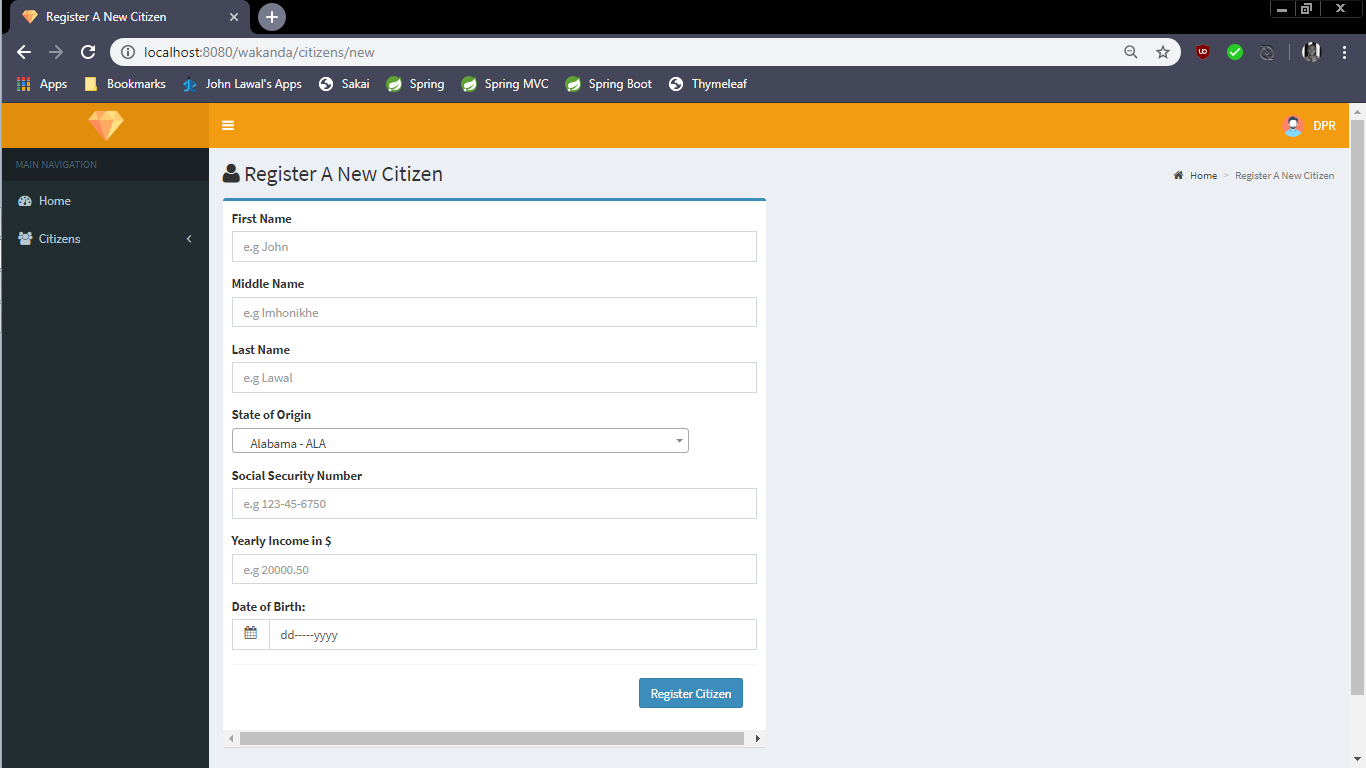 Register A New Citizen
localhost:8080/wakanda/citizens/new
Apps Bookmarks John Lawal's Apps Sakai Spring Spring MVC Spring Boot Thymeleaf
DPR
MAIN NAVIGATION
Home
Citizens
Register A New Citizen
Home > Register A New Citizen
First Name
e.g John
Middle Name
e.g Imhonikhe
Last Name
e.g Lawal
State of Origin
Alabama - ALA
Social Security Number
e.g 123-45-6750
Yearly Income in $
e.g 20000.50
Date of Birth:
dd-----yyyy
Register Citizen